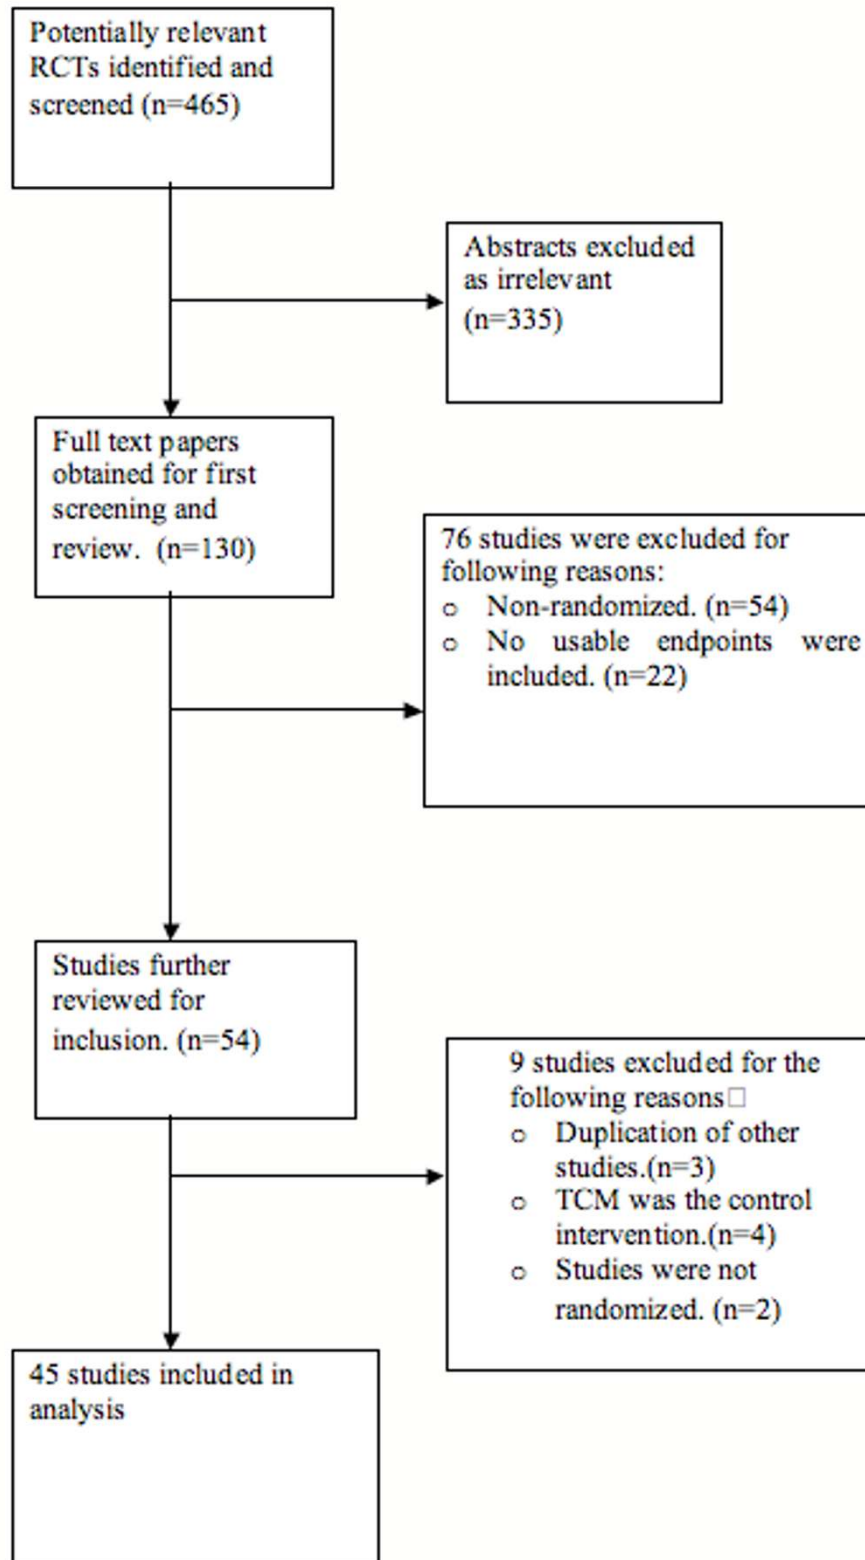 Potentially relevant
RCTs identified and
screened (n=465)
Abstracts excluded
as irrelevant
(n=335)
Full text papers
obtained for first
screening and
review. (n=130)
76 studies were excluded for
following reasons:
o Non-randomized. (n=54)
o No usable endpoints were
included. (n=22)
Studies further
reviewed for
inclusion. (n=54)
9 studies excluded for the
following reasons□
o Duplication of other
studies.(n=3)
o TCM was the control
intervention.(n=4)
o Studies were not
randomized. (n=2)
45 studies included in
analysis